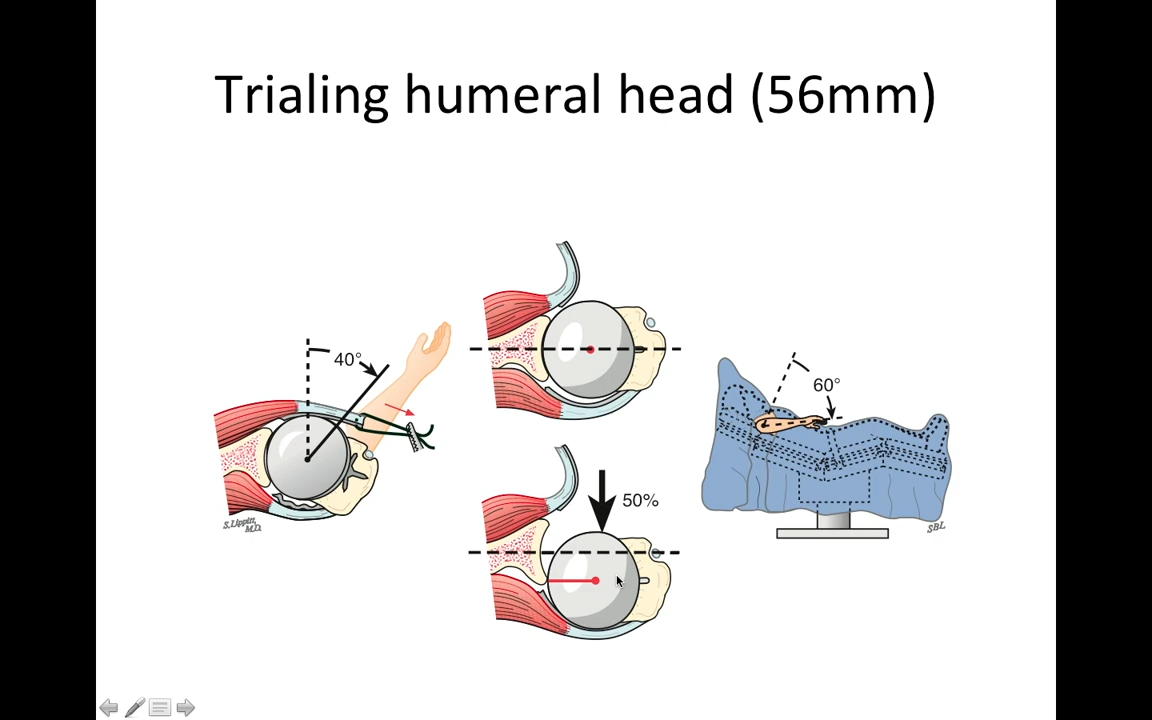 Trialing humeral head (56mm)
40°
S. Lippitt,
M.D.
50%
60°
SBL